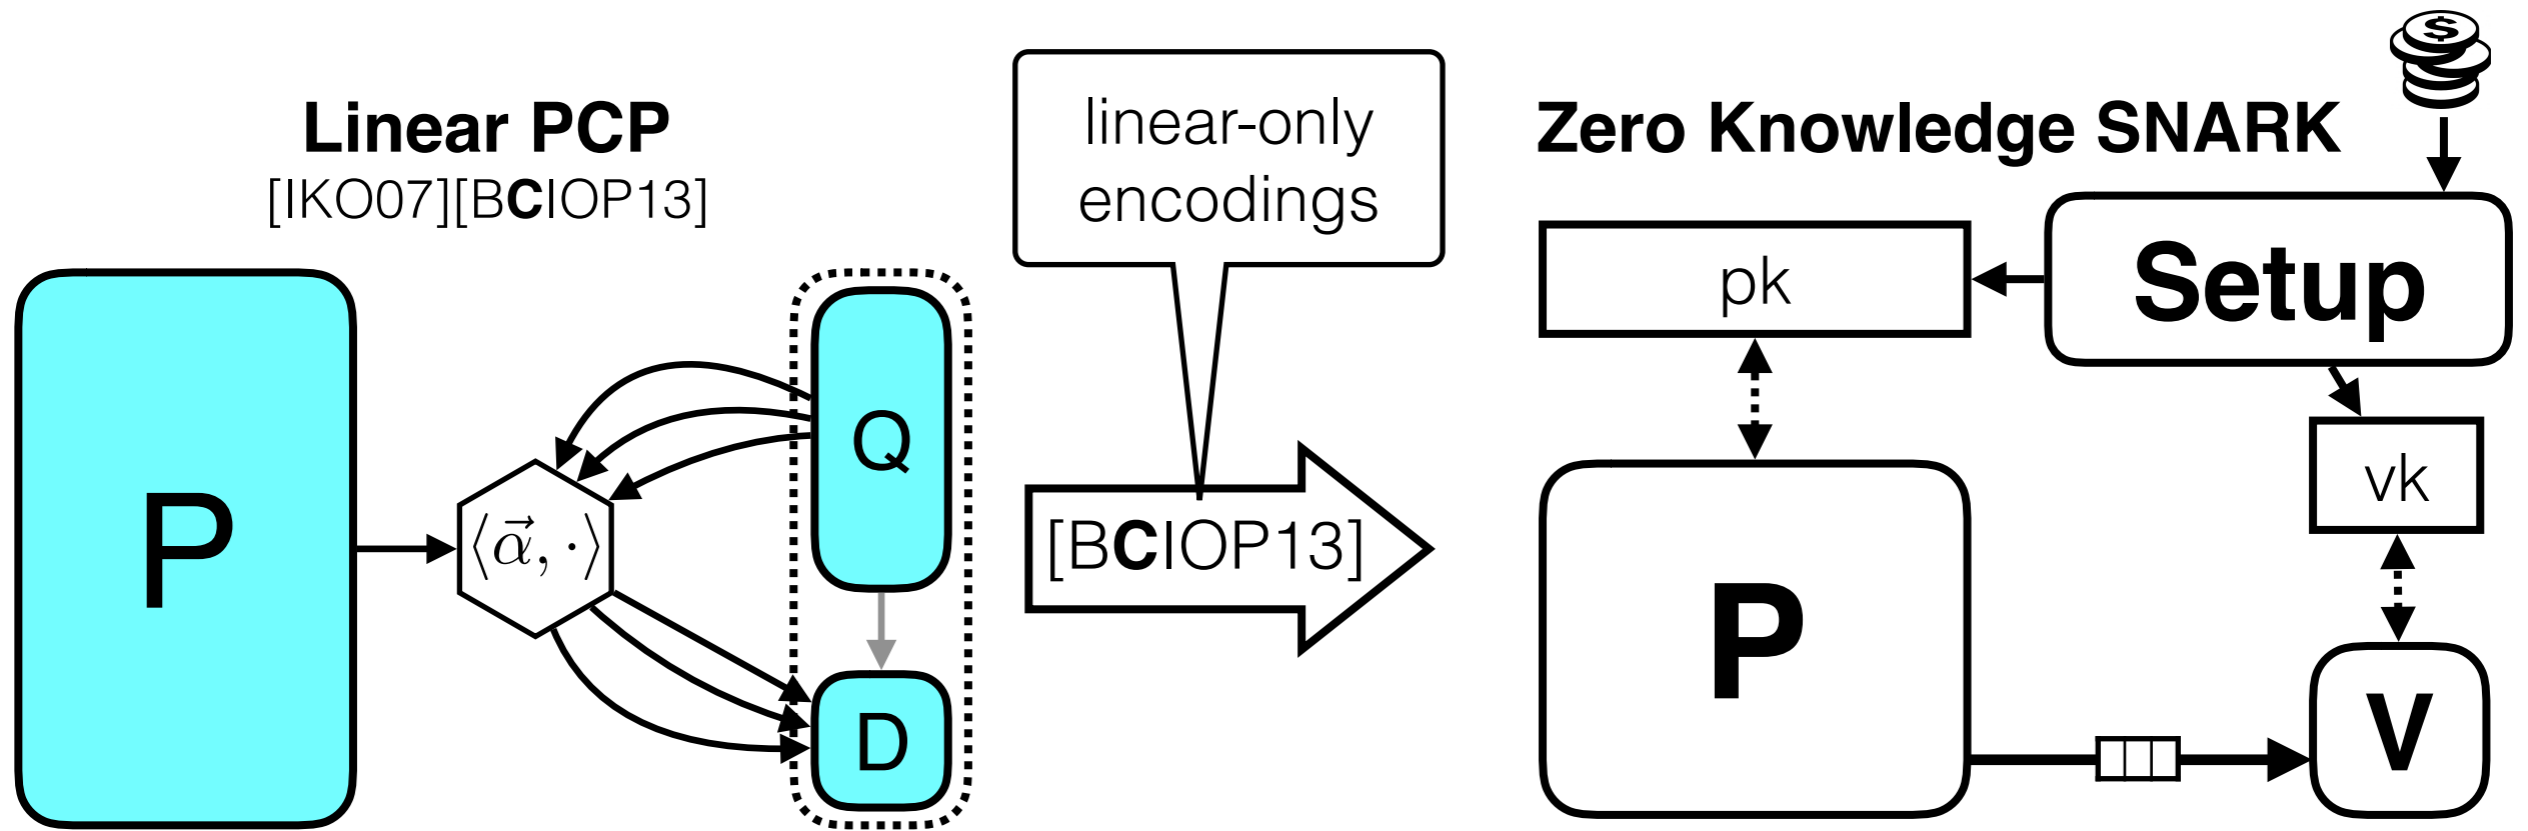 Linear PCP
[IKO07][BCIOP13]
P
⟨α⃗, ·⟩
Q
D
linear-only
encodings
[BCIOP13]
Zero Knowledge SNARK
$
Setup
pk
vk
P
V